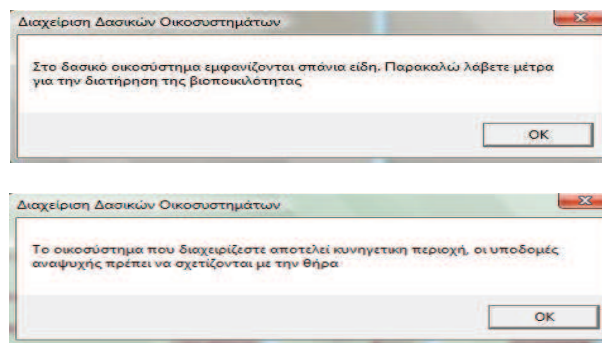 Διαχείριση Δασικών Οικοσυστημάτων
Στο δασικό οικοσύστημα εμφανίζονται σπάνια είδη. Παρακαλώ λάβετε μέτρα
για την διατήρηση της βιοποικιλότητας
OK
Διαχείριση Δασικών Οικοσυστημάτων
Το οικοσύστημα που διαχειρίζεστε αποτελεί κυνηγετικη περιοχή, οι υποδομές
αναψυχής πρέπει να σχετίζονται με την θήρα
OK